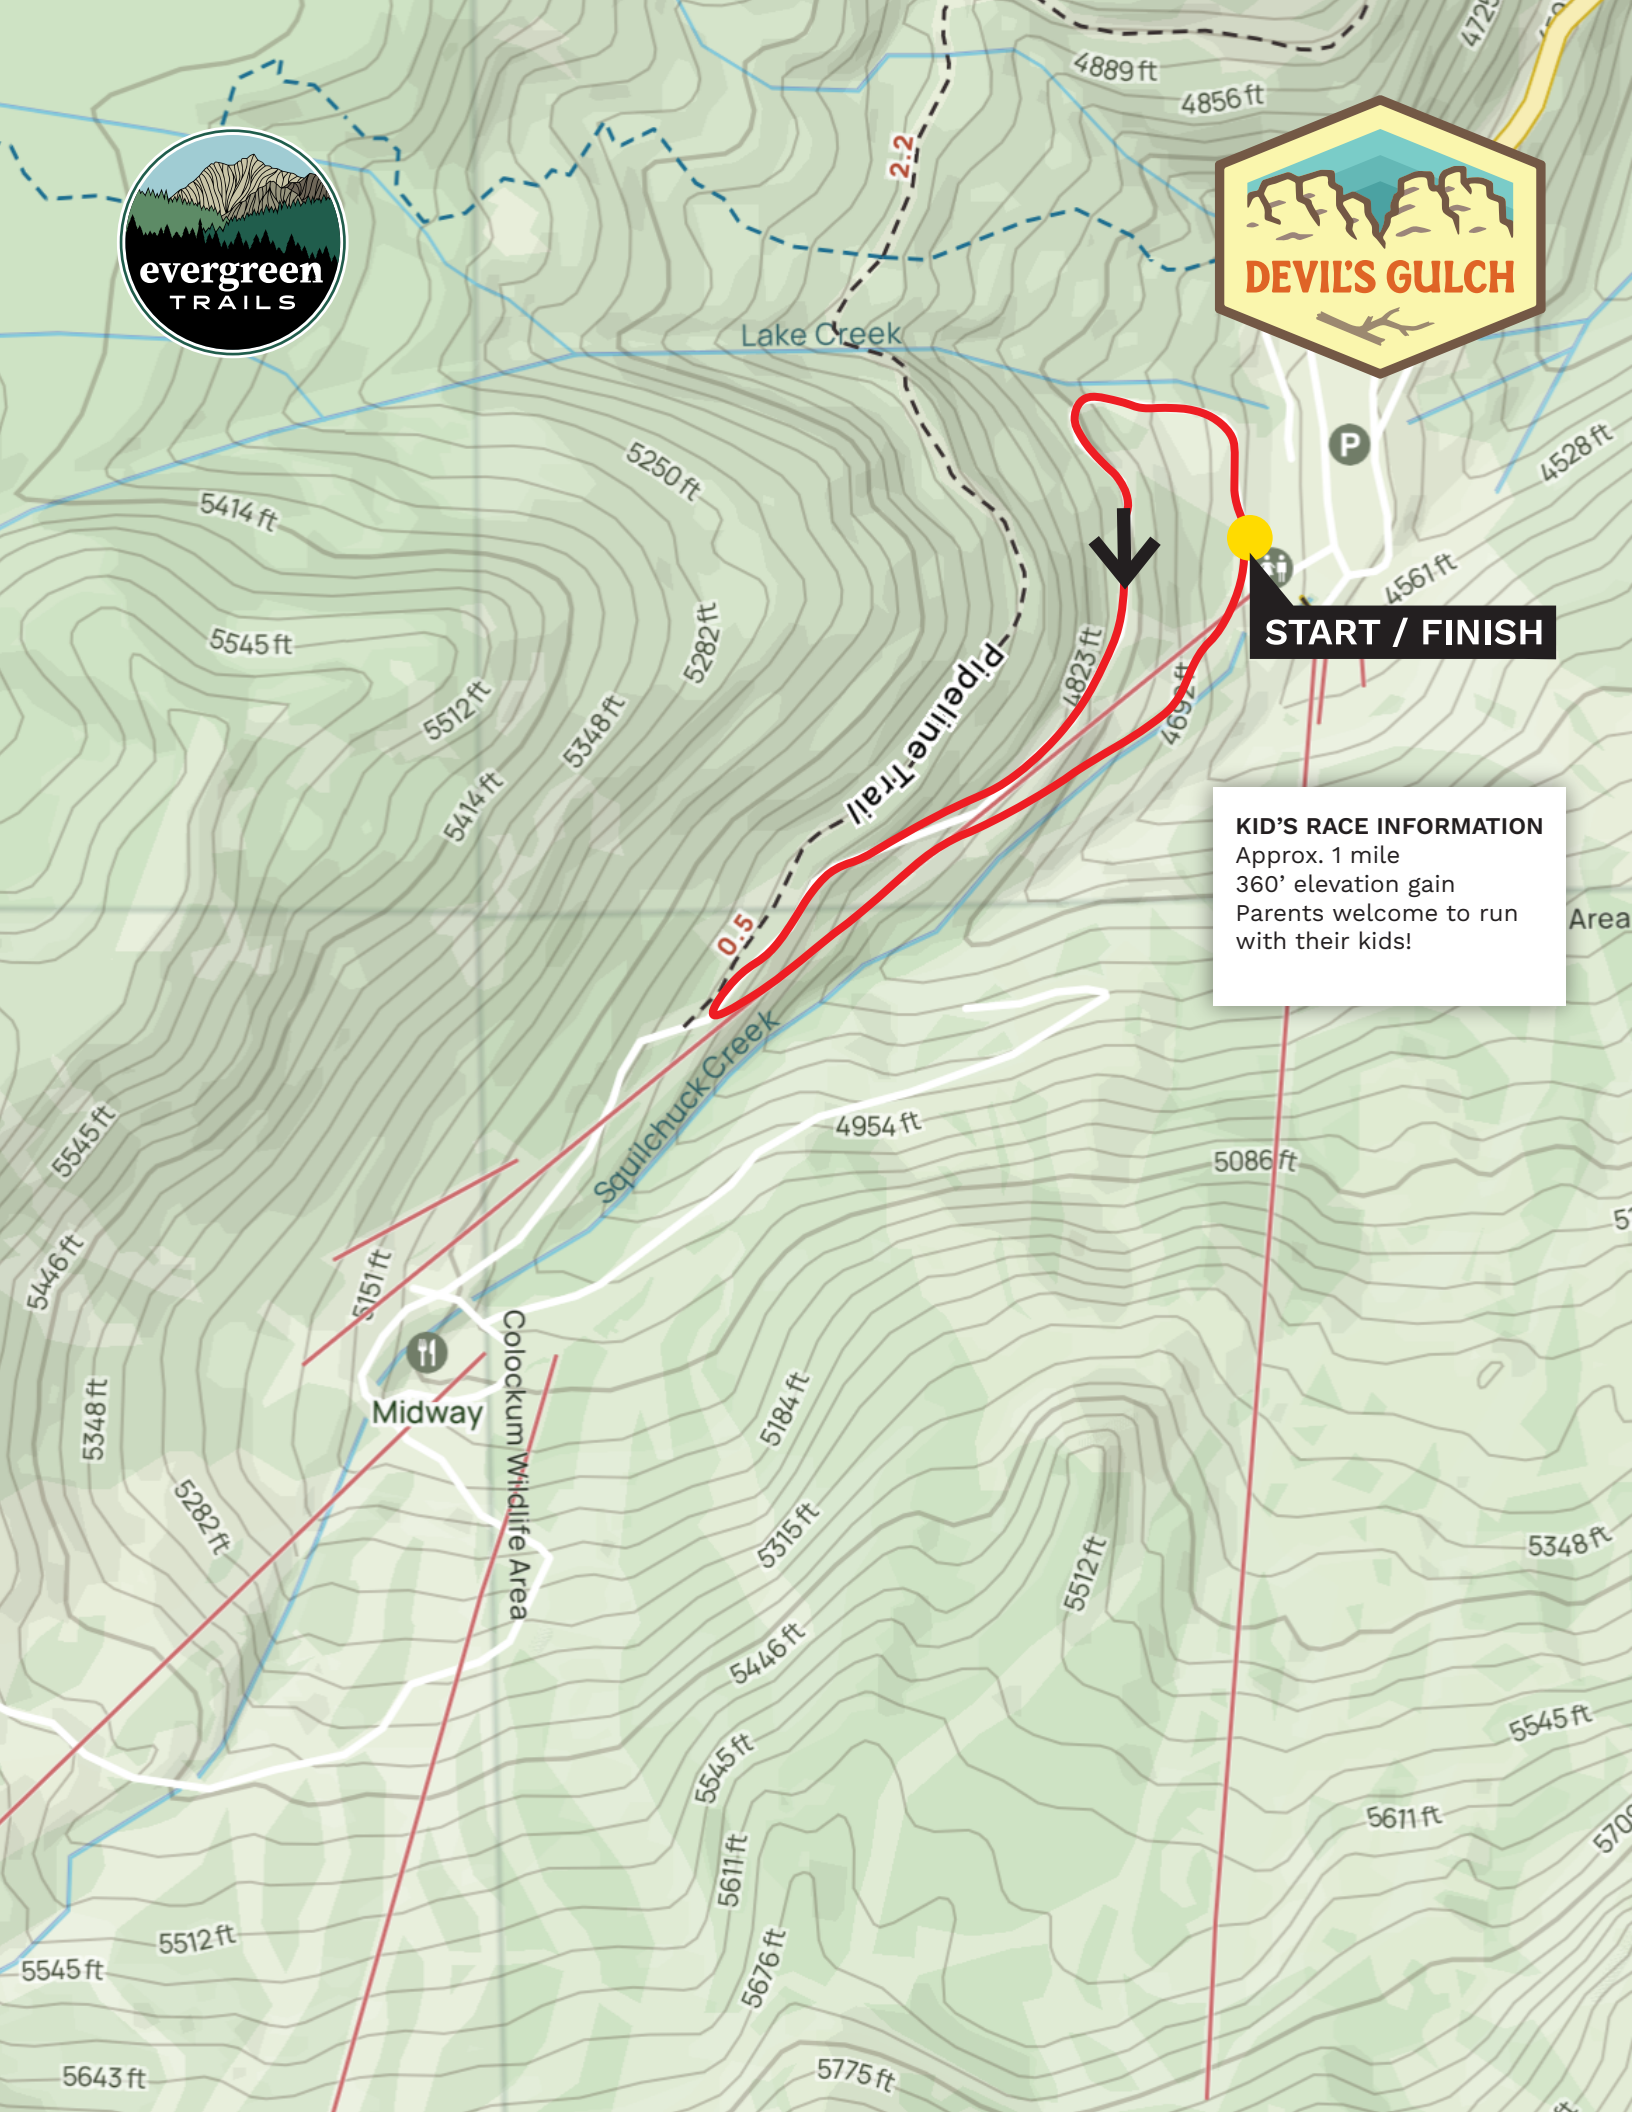 4725
4889 ft
4856 ft
2.2
evergreen
TRAILS
DEVIL'S GULCH
Lake Creek
P
5250 ft
4528 ft
5414 ft
4561 ft
START / FINISH
5545 ft
5282 ft
5512 ft
5348 ft
4823 ft
4692 ft
Pipeline Trail
5414 ft
KID'S RACE INFORMATION
Approx. 1 mile
360' elevation gain
Parents welcome to run
with their kids!
Area
0.5
Squilchuck Creek
4954 ft
5545 ft
5086 ft
5446 ft
5151 ft
Midway
Colockum Wildlife Area
5348 ft
5184 ft
5282 ft
5315 ft
5512 ft
5348 ft
5446 ft
5545 ft
5545 ft
5611 ft
5611 ft
5512 ft
5545 ft
5676 ft
5643 ft
5775 ft
ft